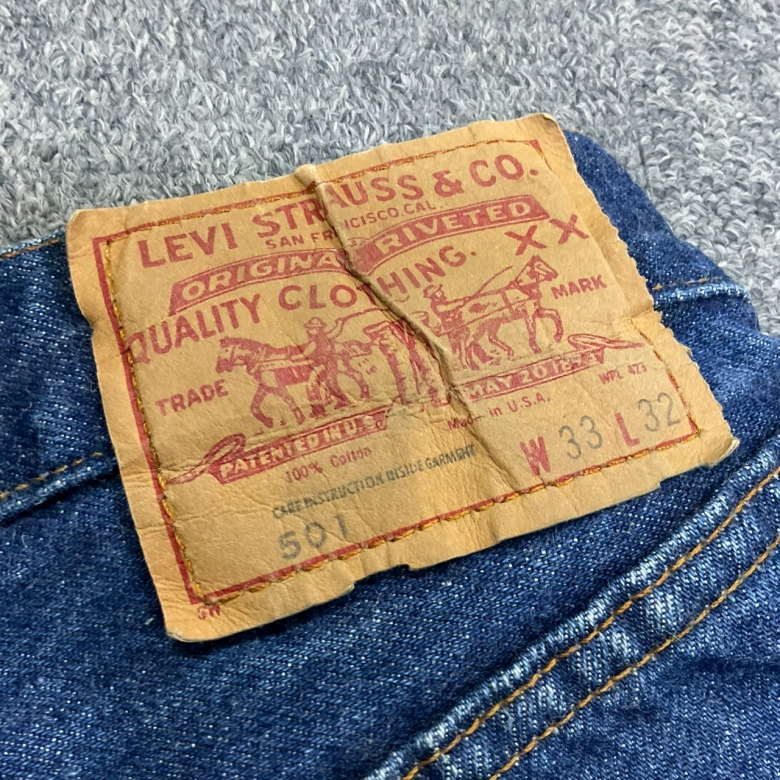 LEVI STRAUSS & CO.
SAN FRANCISCO.CAL.
ORIGINAL RIVETED
QUALITY CLOTHING. XX
TRADE MARK
PATENTED IN U.S. MAY 20 1873
WPL 423
100% Cotton Made in U.S.A.
CARE INSTRUCTION INSIDE GARMENT
W 33 L 32
501